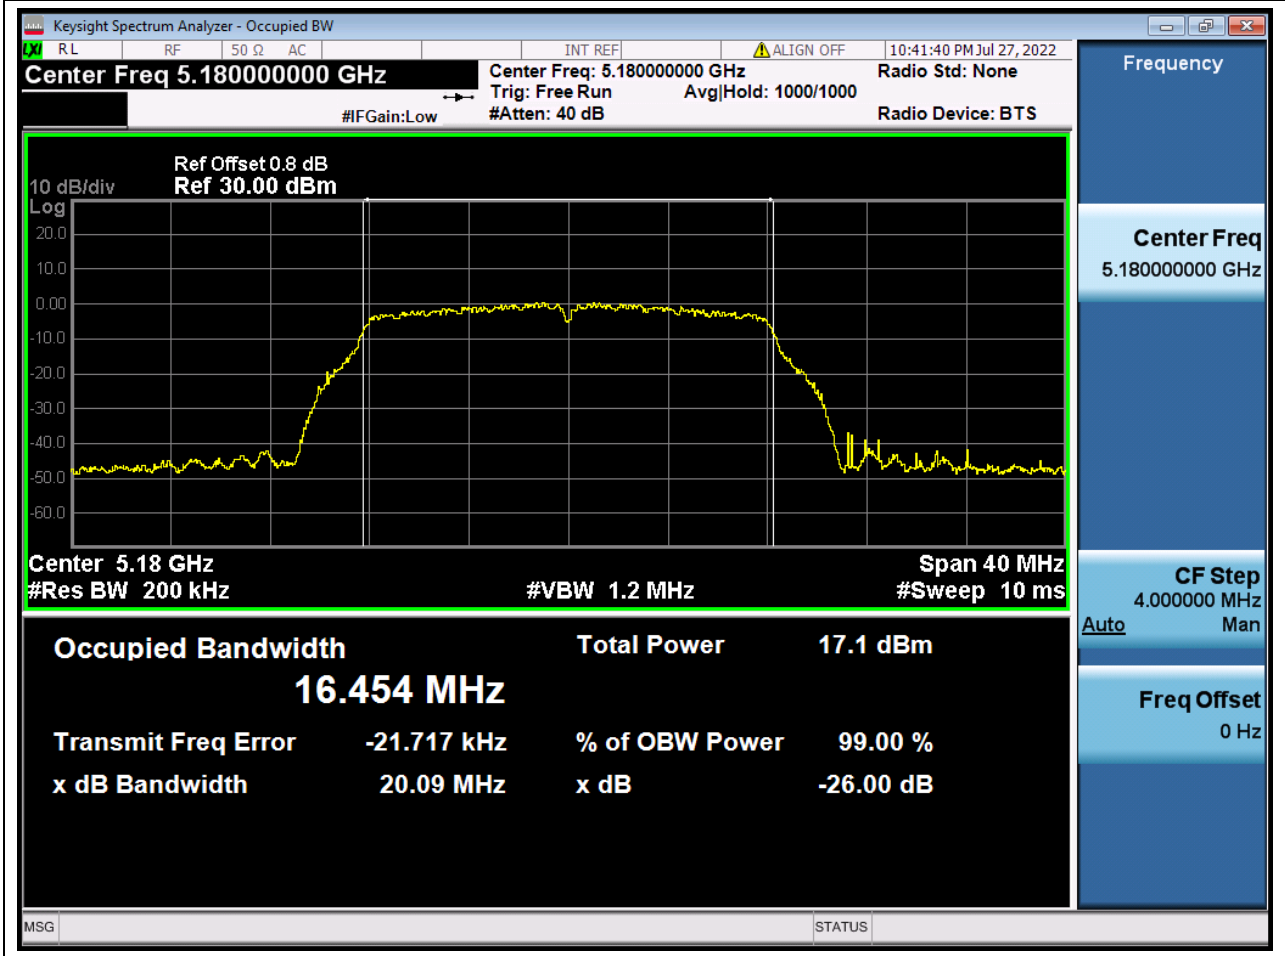 Keysight Spectrum Analyzer - Occupied BW
LXI RL RF 50 Ω AC INT REF ALIGN OFF 10:41:40 PM Jul 27, 2022
Center Freq 5.180000000 GHz
Center Freq: 5.180000000 GHz
Radio Std: None
Trig: Free Run Avg|Hold: 1000/1000
#IFGain:Low
#Atten: 40 dB
Radio Device: BTS
Ref Offset 0.8 dB
10 dB/div Ref 30.00 dBm
Log
20.0
10.0
0.00
-10.0
-20.0
-30.0
-40.0
-50.0
-60.0
Center 5.18 GHz Span 40 MHz
#Res BW 200 kHz #VBW 1.2 MHz #Sweep 10 ms
Occupied Bandwidth Total Power 17.1 dBm
16.454 MHz
Transmit Freq Error -21.717 kHz % of OBW Power 99.00 %
x dB Bandwidth 20.09 MHz x dB -26.00 dB
MSG STATUS
Frequency
Center Freq
5.180000000 GHz
CF Step
4.000000 MHz
Auto Man
Freq Offset
0 Hz